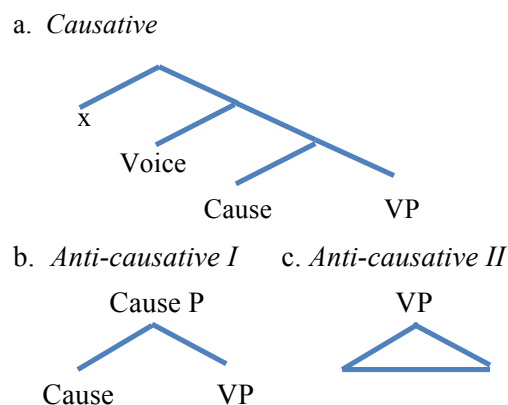 a. Causative
x
Voice
Cause VP
b. Anti-causative I c. Anti-causative II
Cause P VP
Cause VP